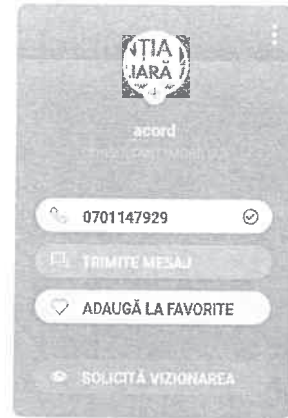 NȚIA
IARĂ
acord
0701147929
TRIMITE MESAJ
ADAUGĂ LA FAVORITE
SOLICITĂ VIZIONAREA